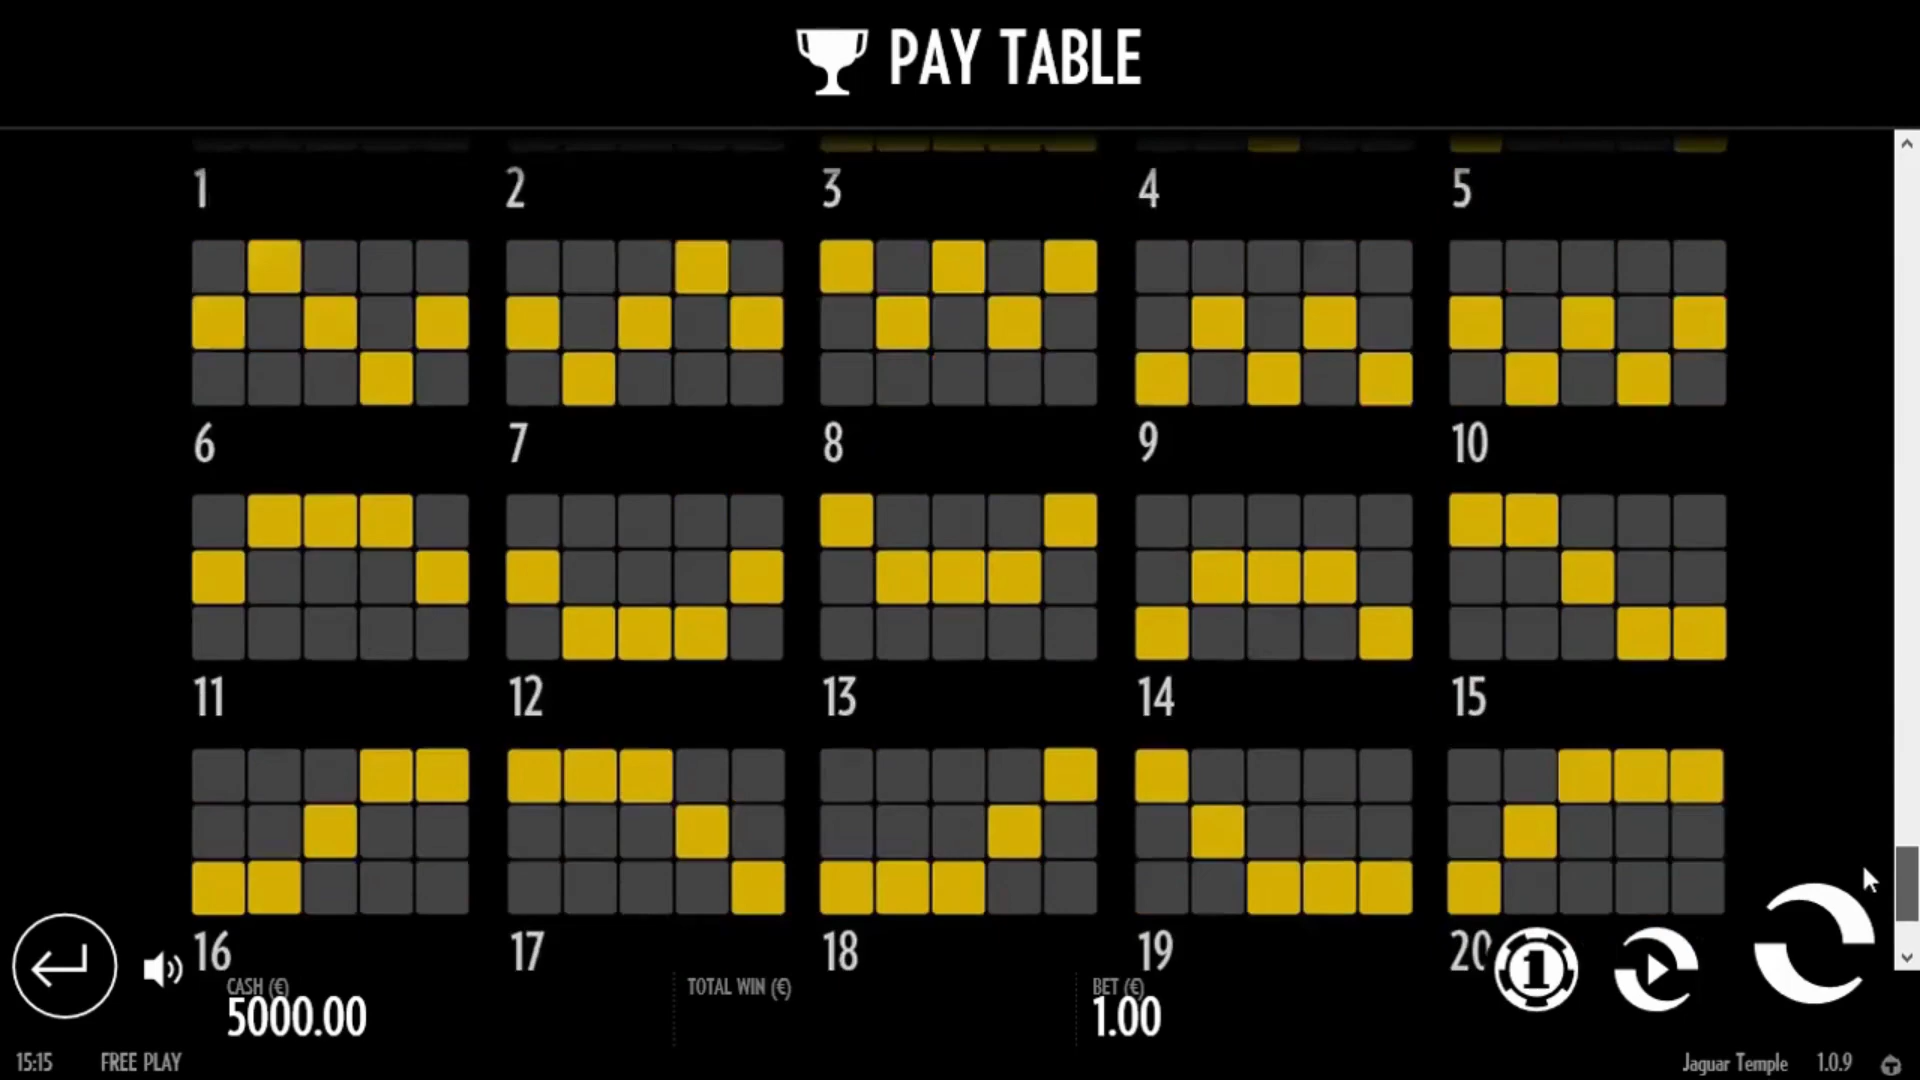 PAY TABLE
1 2 3 4 5
6 7 8 9 10
11 12 13 14 15
16 17 18 19 20
1
CASH (€) TOTAL WIN (€) BET (€)
5000.00 1.00
15:15 FREE PLAY Jaguar Temple 1.0.9